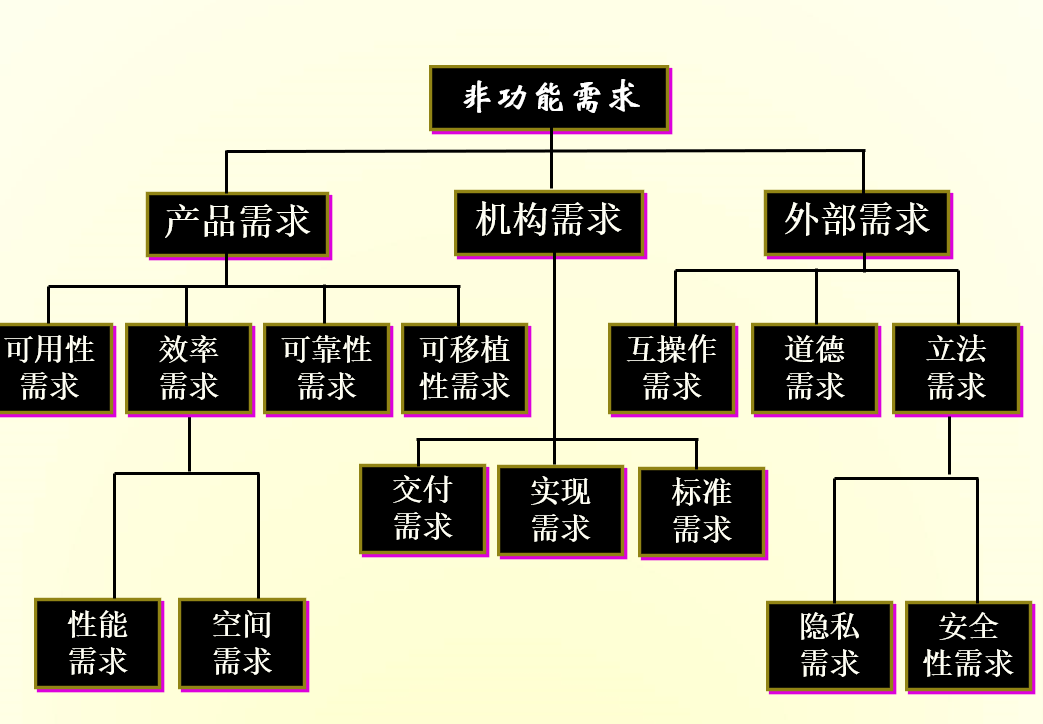 非功能需求
产品需求
机构需求
外部需求
可用性
需求
效率
需求
可靠性
需求
可移植
性需求
互操作
需求
道德
需求
立法
需求
交付
需求
实现
需求
标准
需求
性能
需求
空间
需求
隐私
需求
安全
性需求